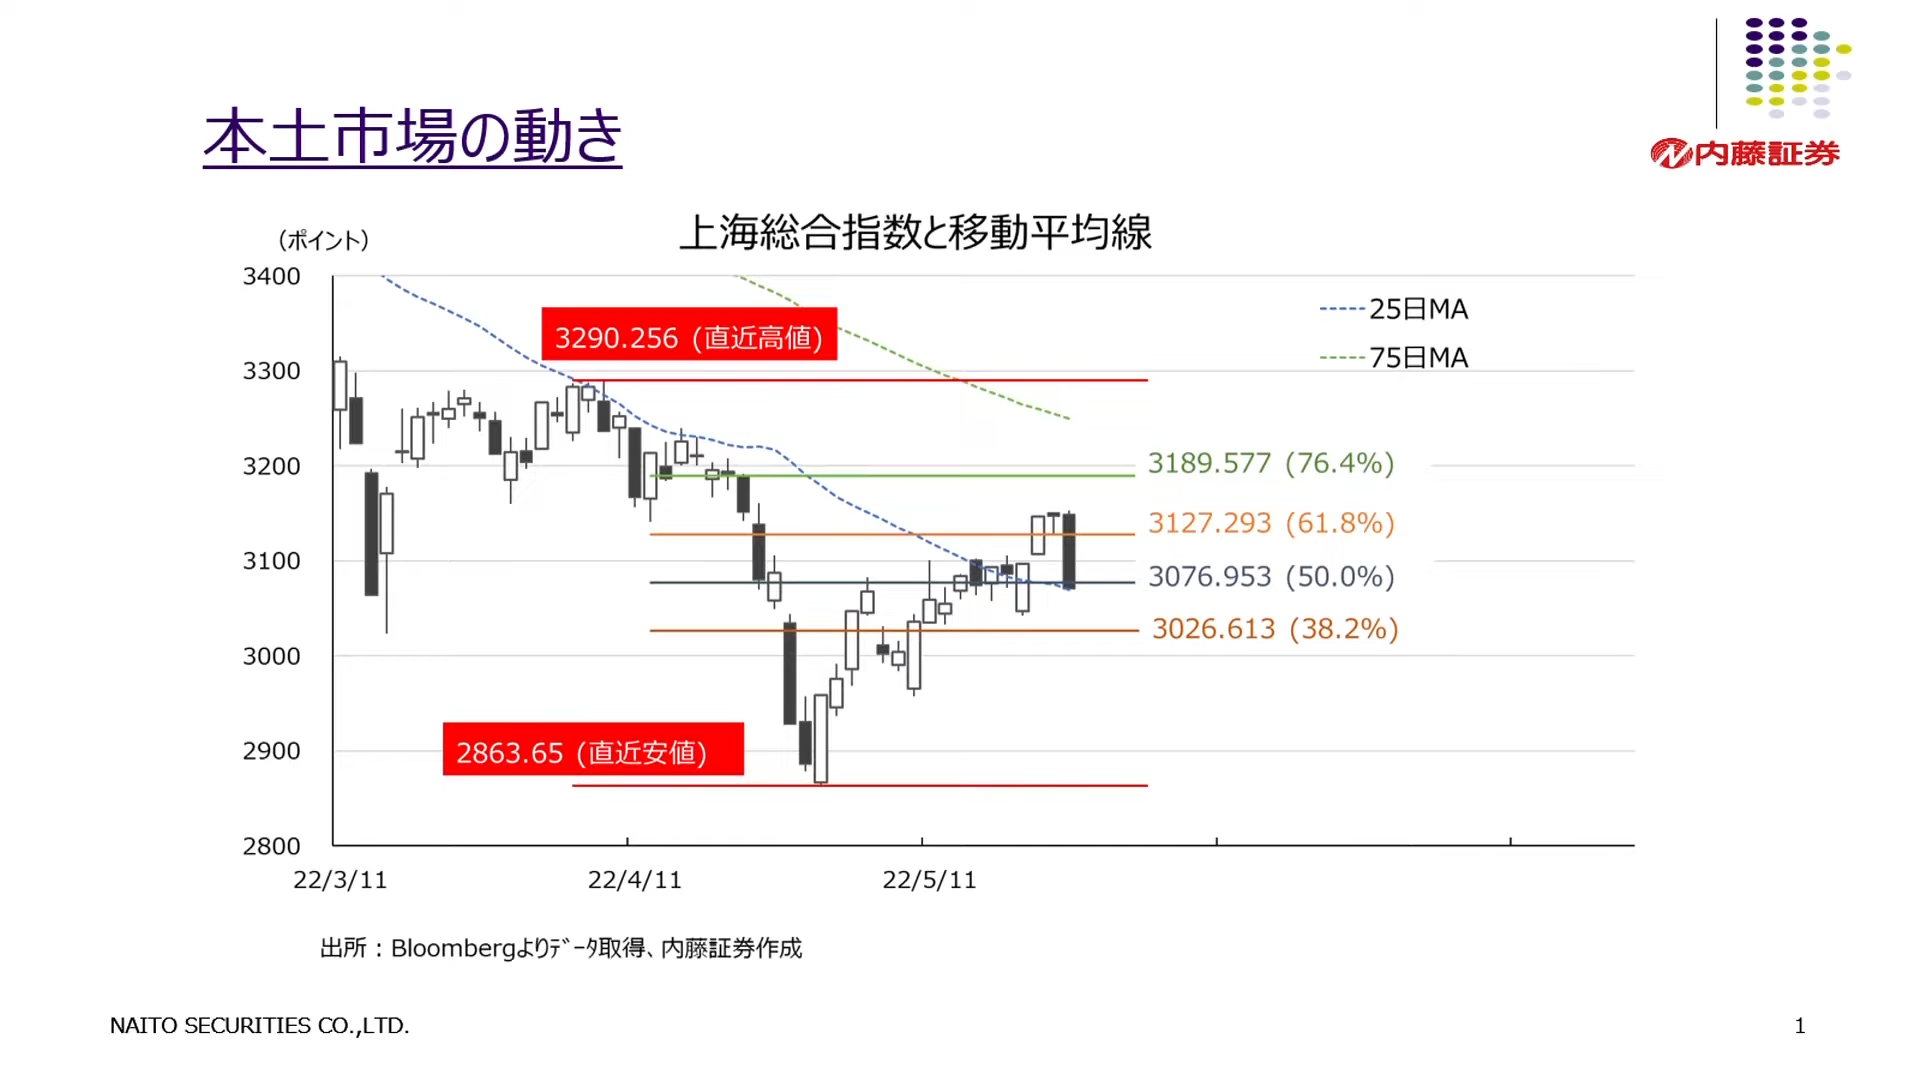 本土市場の動き
内藤証券
上海総合指数と移動平均線
（ポイント）
3400
3300
3200
3100
3000
2900
2800
25日MA
75日MA
3290.256（直近高値）
3189.577（76.4%）
3127.293（61.8%）
3076.953（50.0%）
3026.613（38.2%）
2863.65（直近安値）
22/3/11 22/4/11 22/5/11
出所：Bloombergよりﾃﾞｰﾀ取得、内藤証券作成
NAITO SECURITIES CO.,LTD. 1